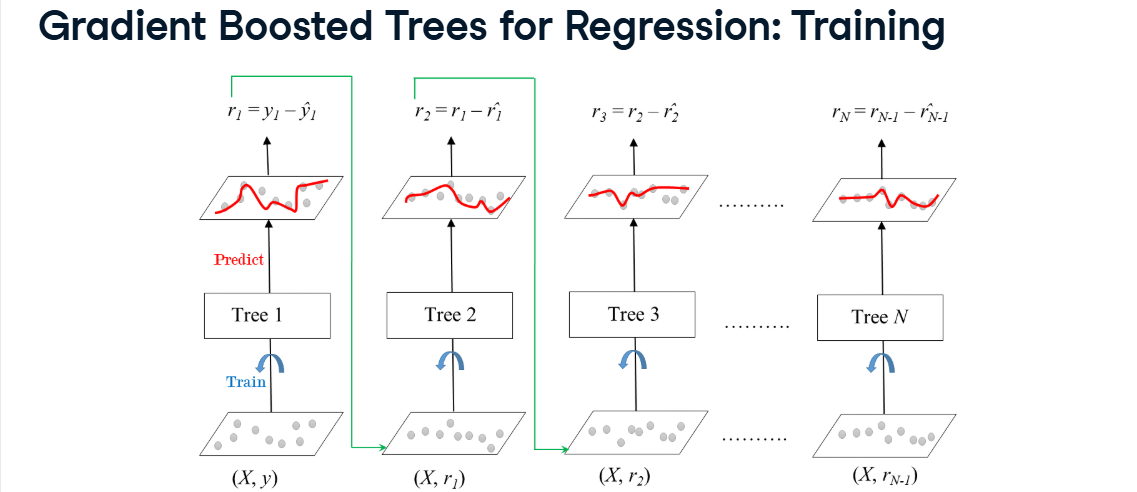 Gradient Boosted Trees for Regression: Training
r₁ = y₁ − ŷ₁
r₂ = r₁ − r̂₁
r₃ = r₂ − r̂₂
r_N = r_{N-1} − r̂_{N-1}
..........
Predict
Tree 1
Tree 2
Tree 3
..........
Tree N
Train
..........
(X, y)
(X, r₁)
(X, r₂)
(X, r_{N-1})